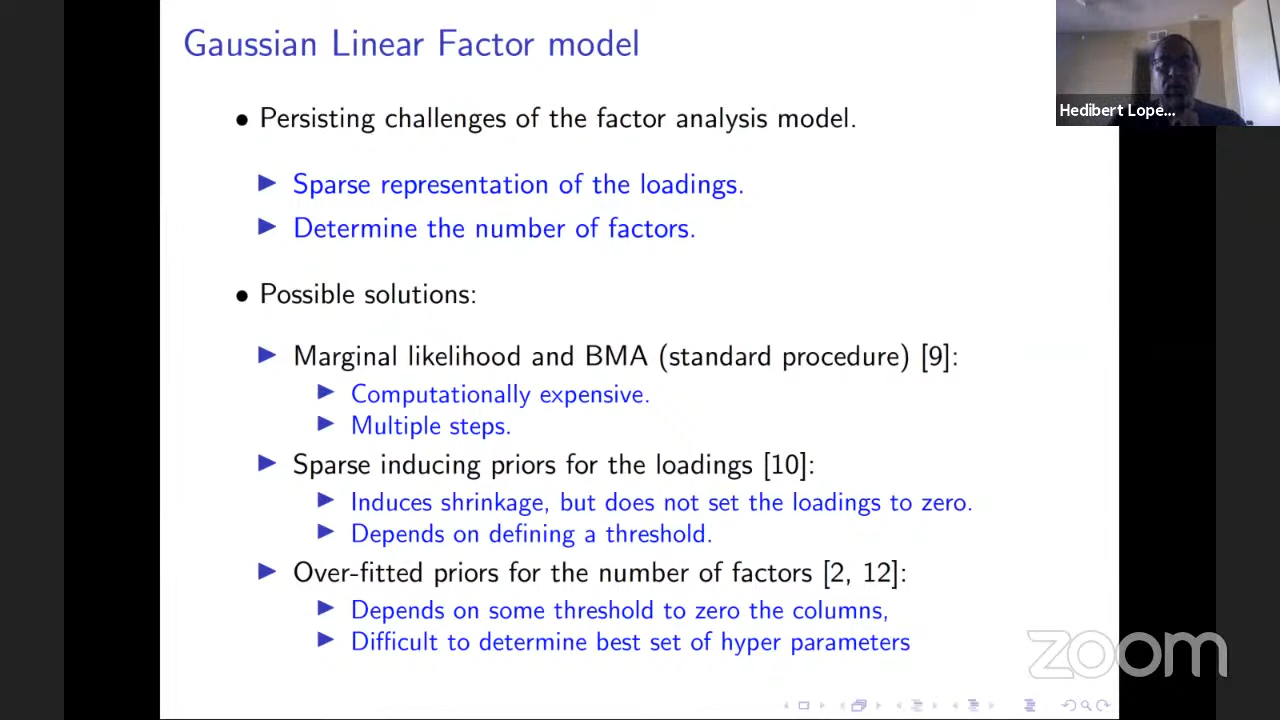 Gaussian Linear Factor model
Hedibert Lope...
• Persisting challenges of the factor analysis model.
▶ Sparse representation of the loadings.
▶ Determine the number of factors.
• Possible solutions:
▶ Marginal likelihood and BMA (standard procedure) [9]:
▶ Computationally expensive.
▶ Multiple steps.
▶ Sparse inducing priors for the loadings [10]:
▶ Induces shrinkage, but does not set the loadings to zero.
▶ Depends on defining a threshold.
▶ Over-fitted priors for the number of factors [2, 12]:
▶ Depends on some threshold to zero the columns,
▶ Difficult to determine best set of hyper parameters
zoom